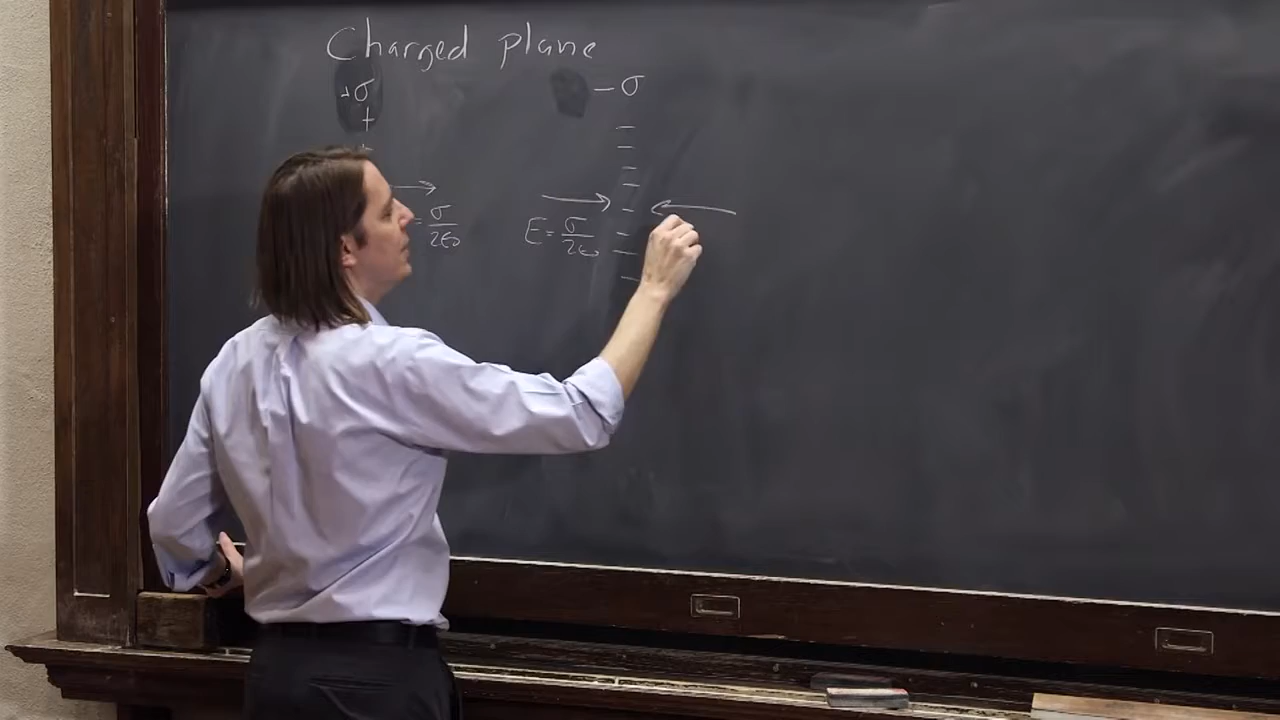 Charged plane
+σ
+
+
= σ/2ε₀
-σ
—
—
—
—
—
—
—
—
E = σ/2ε₀